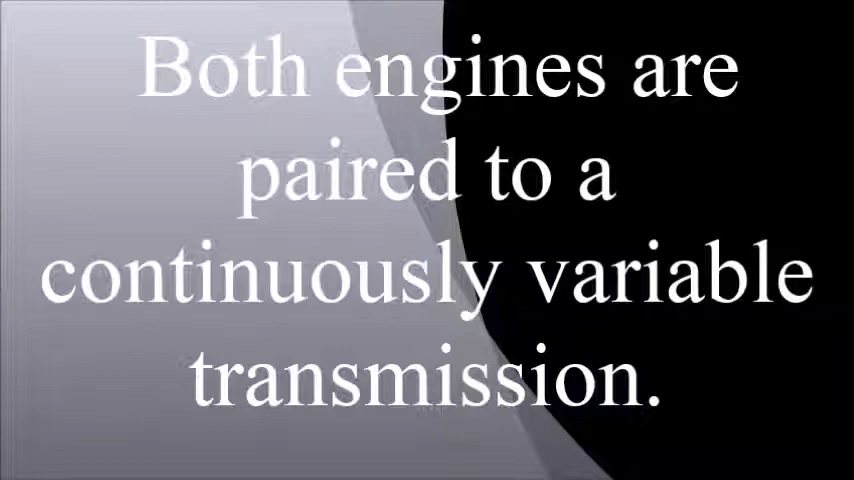 Both engines are
paired to a
continuously variable
transmission.